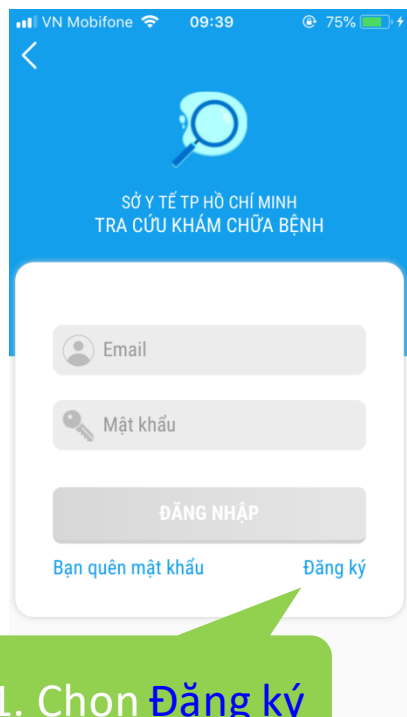 VN Mobifone 09:39 75%
SỞ Y TẾ TP HỒ CHÍ MINH
TRA CỨU KHÁM CHỮA BỆNH
Email
Mật khẩu
ĐĂNG NHẬP
Bạn quên mật khẩu Đăng ký
1. Chọn Đăng ký